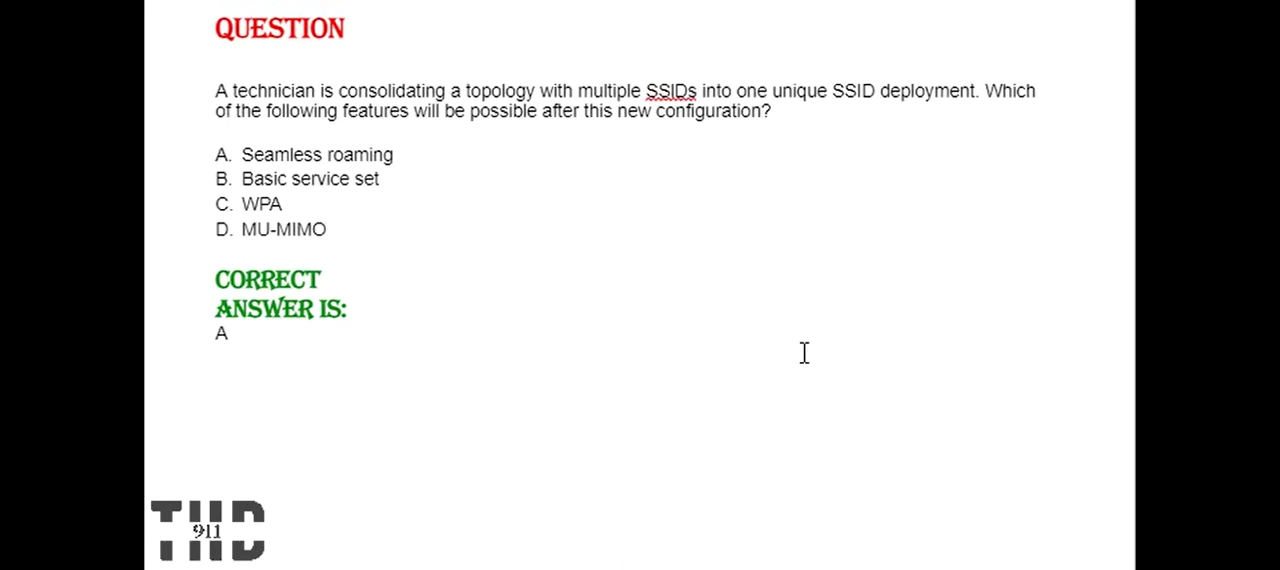 QUESTION
A technician is consolidating a topology with multiple SSIDs into one unique SSID deployment. Which
of the following features will be possible after this new configuration?
A. Seamless roaming
B. Basic service set
C. WPA
D. MU-MIMO
CORRECT
ANSWER IS:
A
THD
911